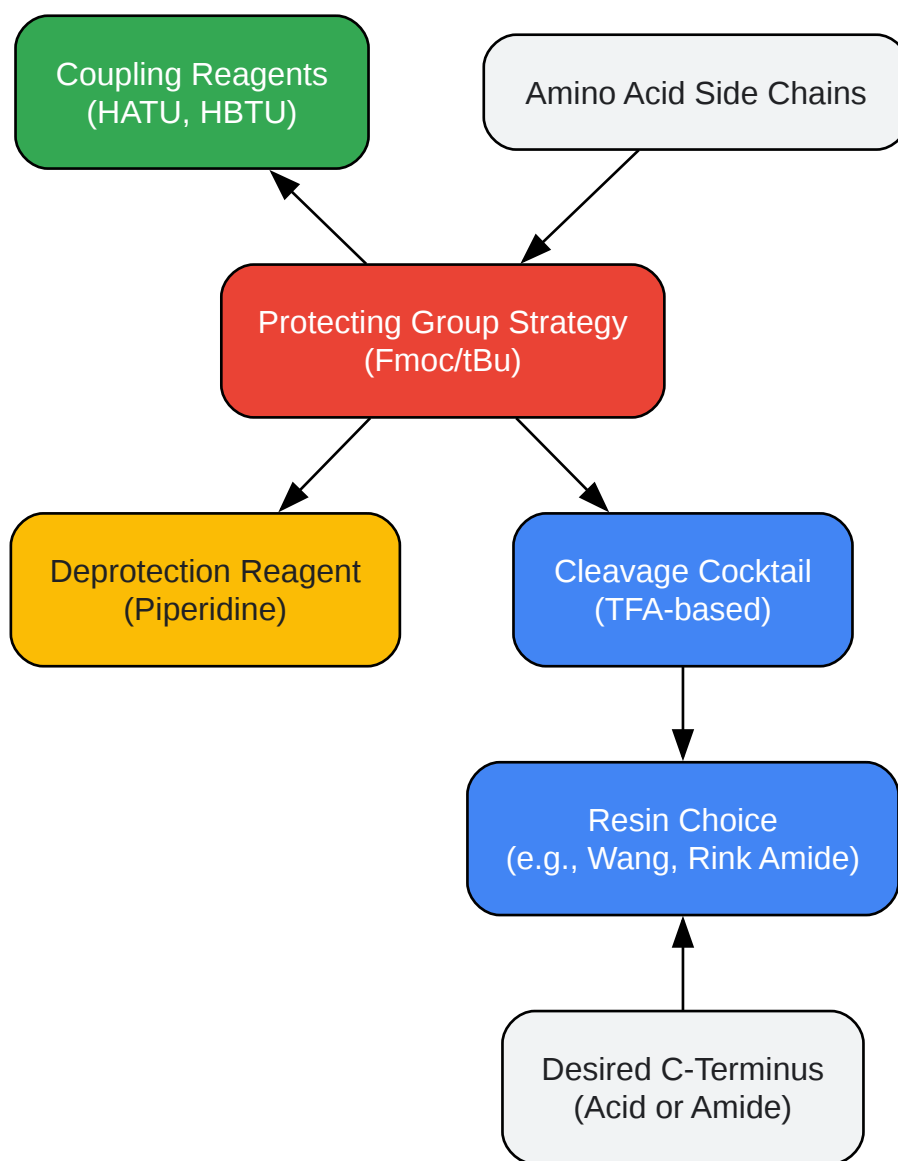 Coupling Reagents
(HATU, HBTU)
Amino Acid Side Chains
Protecting Group Strategy
(Fmoc/tBu)
Deprotection Reagent
(Piperidine)
Cleavage Cocktail
(TFA-based)
Resin Choice
(e.g., Wang, Rink Amide)
Desired C-Terminus
(Acid or Amide)